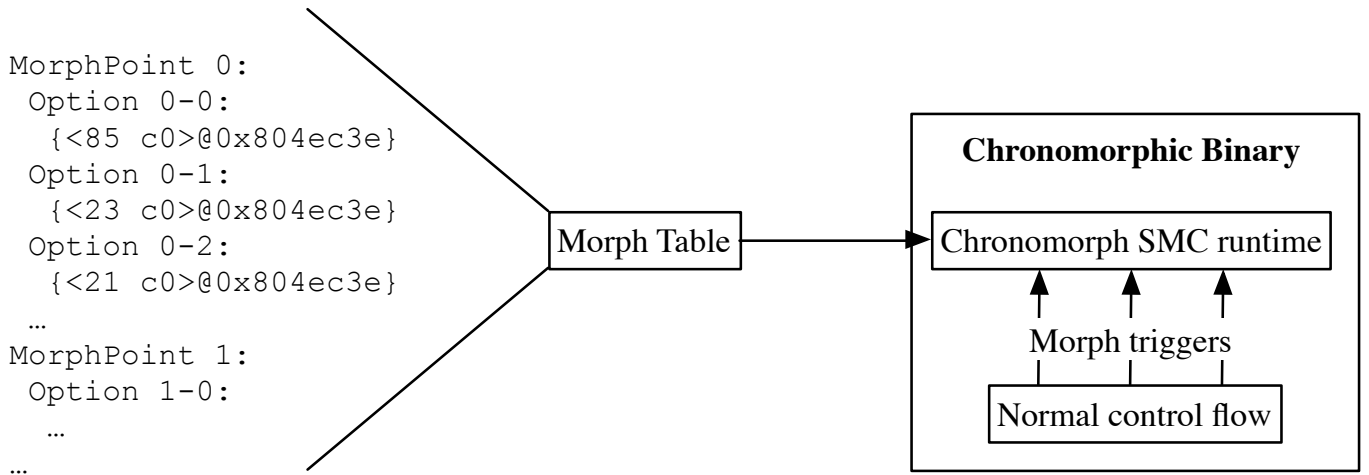 MorphPoint 0:
Option 0-0:
{<85 c0>@0x804ec3e}
Option 0-1:
{<23 c0>@0x804ec3e}
Option 0-2:
{<21 c0>@0x804ec3e}
…
MorphPoint 1:
Option 1-0:
…
…
Morph Table
Chronomorphic Binary
Chronomorph SMC runtime
Morph triggers
Normal control flow